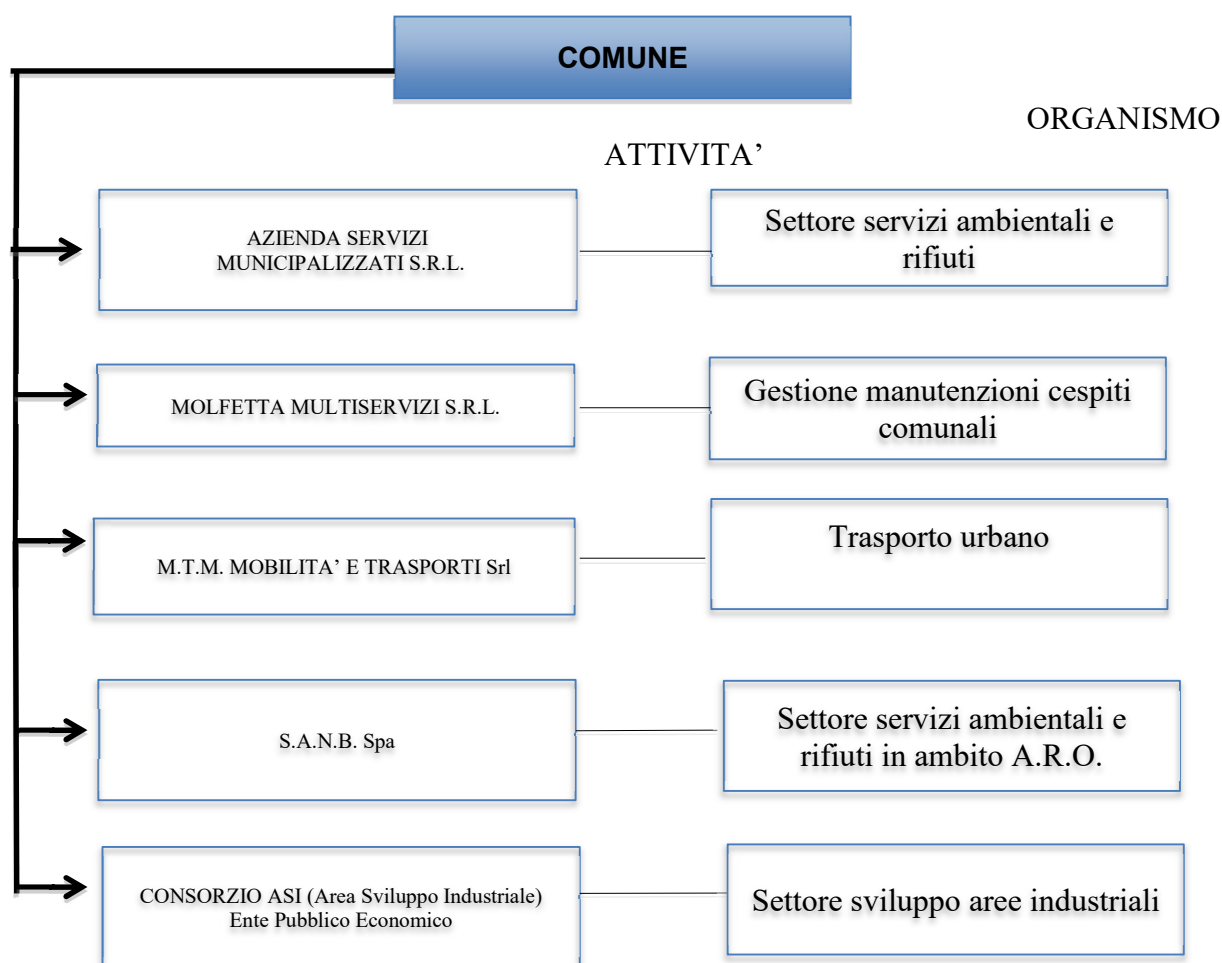 COMUNE
ORGANISMO
ATTIVITA’
AZIENDA SERVIZI
MUNICIPALIZZATI S.R.L.
Settore servizi ambientali e
rifiuti
MOLFETTA MULTISERVIZI S.R.L.
Gestione manutenzioni cespiti
comunali
M.T.M. MOBILITA’ E TRASPORTI Srl
Trasporto urbano
S.A.N.B. Spa
Settore servizi ambientali e
rifiuti in ambito A.R.O.
CONSORZIO ASI (Area Sviluppo Industriale)
Ente Pubblico Economico
Settore sviluppo aree industriali